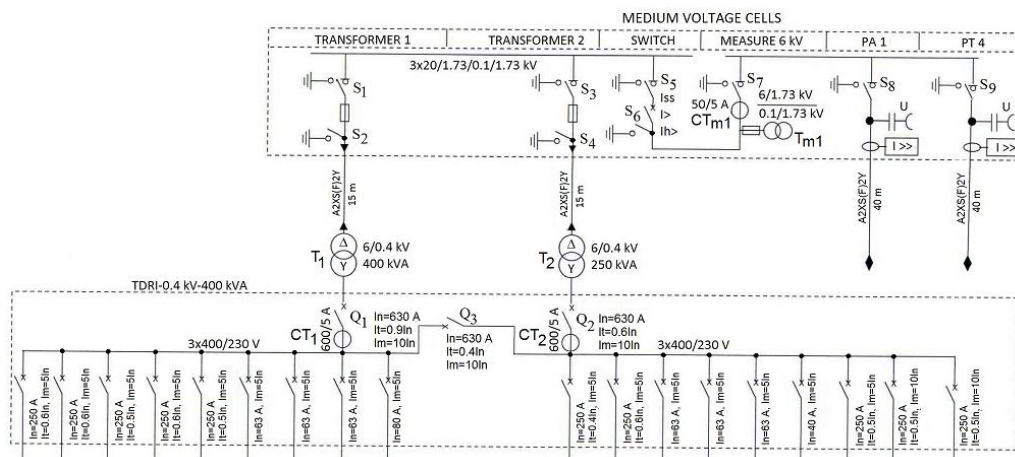 MEDIUM VOLTAGE CELLS
TRANSFORMER 1
TRANSFORMER 2
SWITCH
MEASURE 6 kV
PA 1
PT 4
3x20/1.73/0.1/1.73 kV
S1
S2
S3
S4
S5
Iss
S6
I>
Ih>
S7
50/5 A
CTm1
6/1.73 kV
0.1/1.73 kV
Tm1
S8
U
I >>
S9
U
I >>
A2XS(F)2Y
15 m
A2XS(F)2Y
15 m
A2XS(F)2Y
40 m
A2XS(F)2Y
40 m
T1
Δ
Y
6/0.4 kV
400 kVA
T2
Δ
Y
6/0.4 kV
250 kVA
TDRI-0.4 kV-400 kVA
CT1
600/5 A
Q1
In=630 A
It=0.9In
Im=10In
Q3
In=630 A
It=0.4In
Im=10In
CT2
600/5 A
Q2
In=630 A
It=0.6In
Im=10In
3x400/230 V
3x400/230 V
In=250 A
It=0.6In, Im=5In
In=250 A
It=0.6In, Im=5In
In=250 A
It=0.5In, Im=5In
In=250 A
It=0.6In, Im=5In
In=250 A
It=0.5In, Im=5In
In=63 A, Im=5In
In=63 A, Im=5In
In=63 A, Im=5In
In=80 A, Im=5In
In=250 A
It=0.4In, Im=5In
In=250 A
It=0.6In, Im=5In
In=63 A, Im=5In
In=63 A, Im=5In
In=63 A, Im=5In
In=40 A, Im=5In
In=250 A
It=0.5In, Im=5In
In=250 A
It=0.5In, Im=10In
In=250 A
It=0.5In, Im=10In